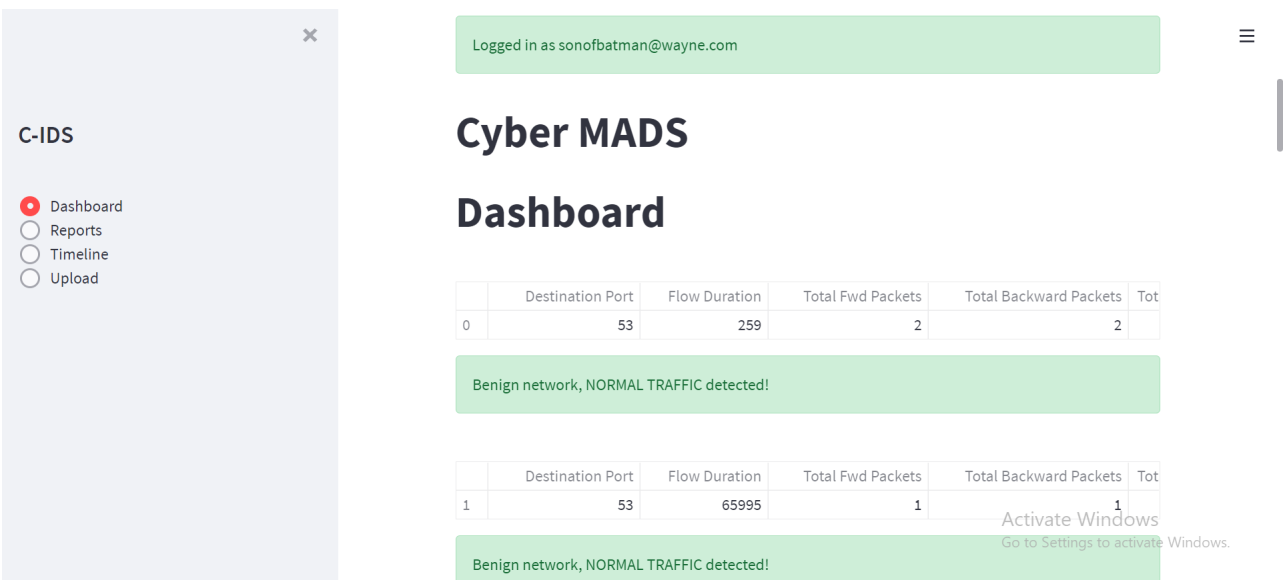 Logged in as sonofbatman@wayne.com
C-IDS
Dashboard
Reports
Timeline
Upload
Cyber MADS
Dashboard
Destination Port Flow Duration Total Fwd Packets Total Backward Packets Tot
0 53 259 2 2
Benign network, NORMAL TRAFFIC detected!
Destination Port Flow Duration Total Fwd Packets Total Backward Packets Tot
1 53 65995 1 1
Benign network, NORMAL TRAFFIC detected!
Activate Windows
Go to Settings to activate Windows.